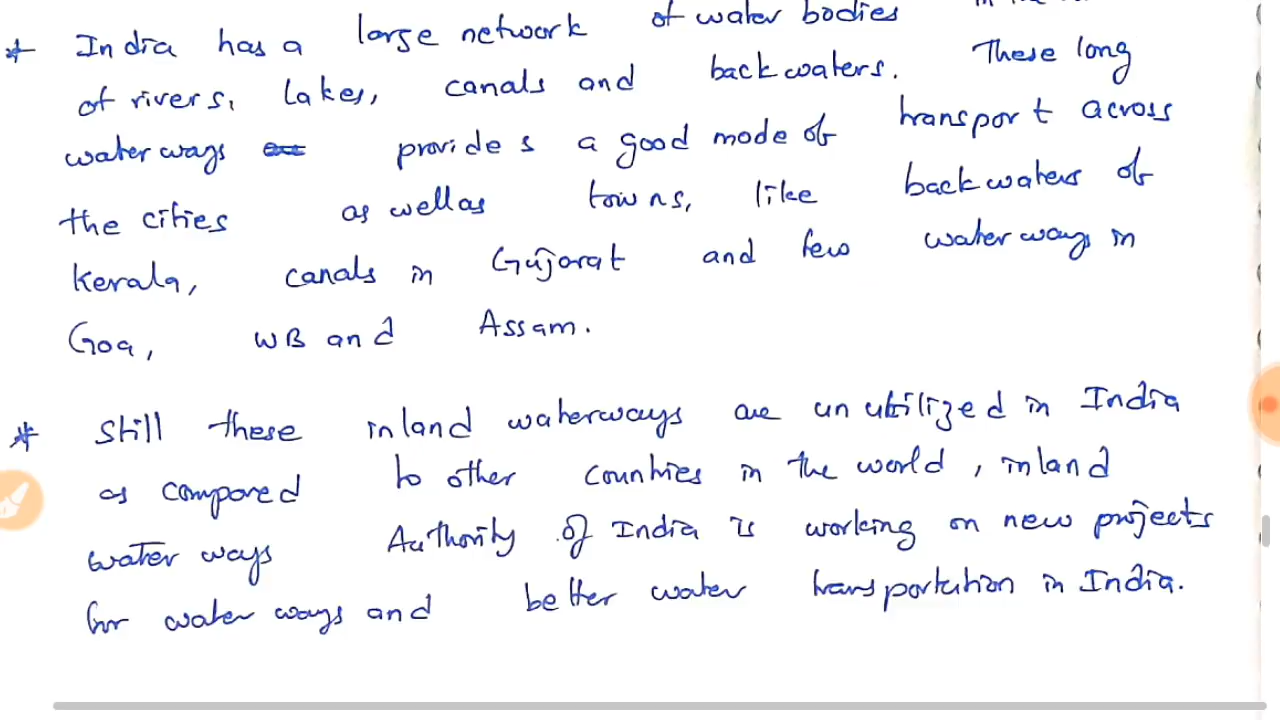 * India has a large network of water bodies in the
of rivers, lakes, canals and backwaters. These long
waterways provides a good mode of transport across
the cities as well as towns, like backwaters of
Kerala, canals in Gujarat and few waterways in
Goa, WB and Assam.
* Still these inland waterways are unutilized in India
as compared to other countries in the world, inland
water ways Authority of India is working on new projects
for water ways and better water transportation in India.